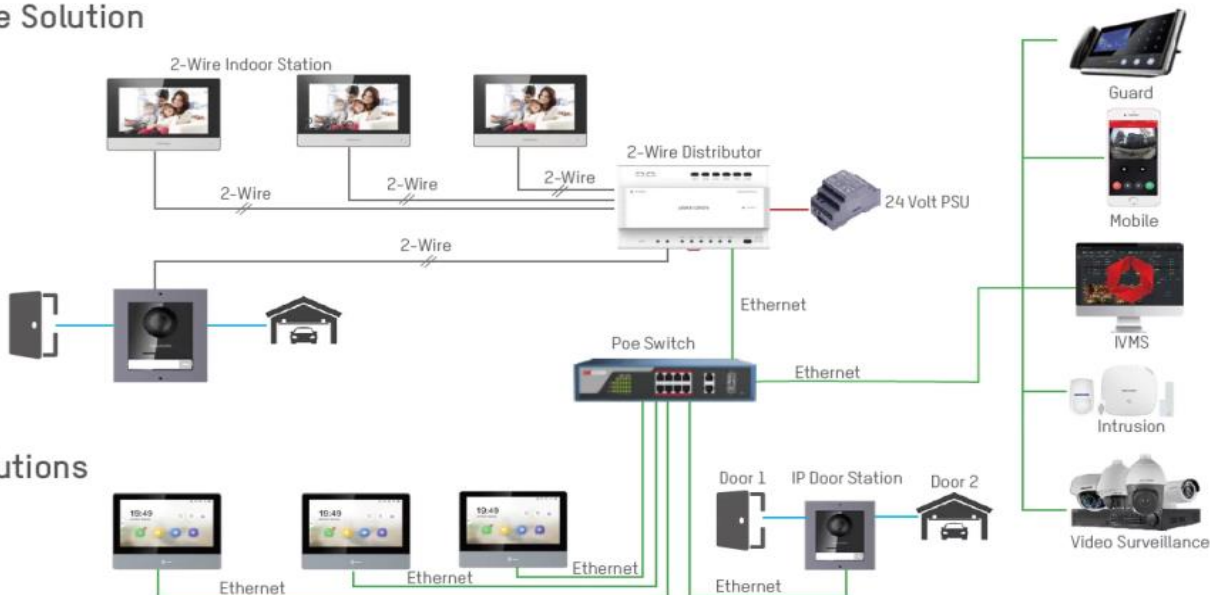 e Solution
2-Wire Indoor Station
2-Wire Distributor
2-Wire
2-Wire
2-Wire
24 Volt PSU
2-Wire
Ethernet
Poe Switch
Ethernet
Guard
Mobile
IVMS
Intrusion
Video Surveillance
utions
19:49
19:49
19:49
Ethernet
Ethernet
Ethernet
Door 1
IP Door Station
Door 2
Ethernet